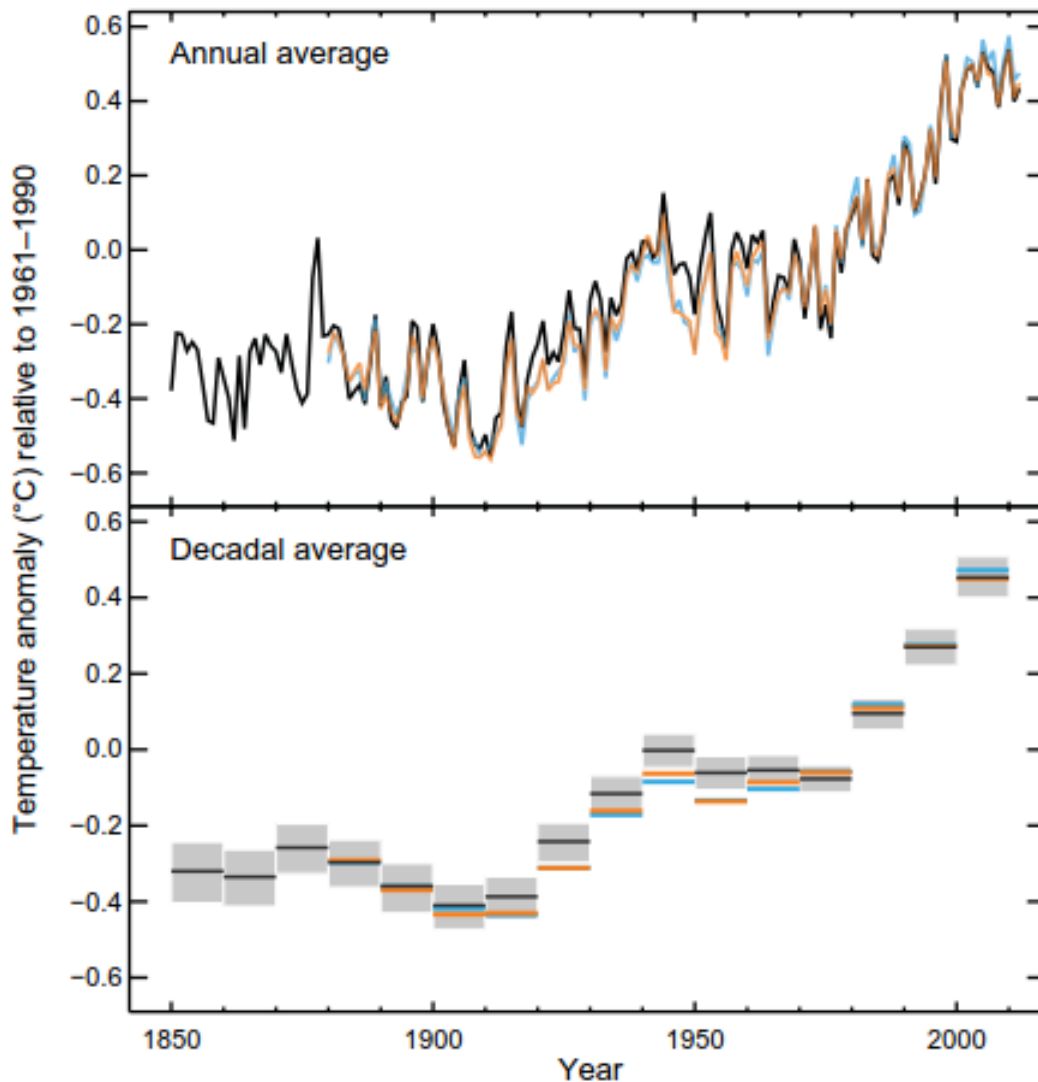 Temperature anomaly (°C) relative to 1961–1990
Annual average
0.6
0.4
0.2
0.0
−0.2
−0.4
−0.6
Decadal average
0.6
0.4
0.2
0.0
−0.2
−0.4
−0.6
1850 1900 1950 2000
Year